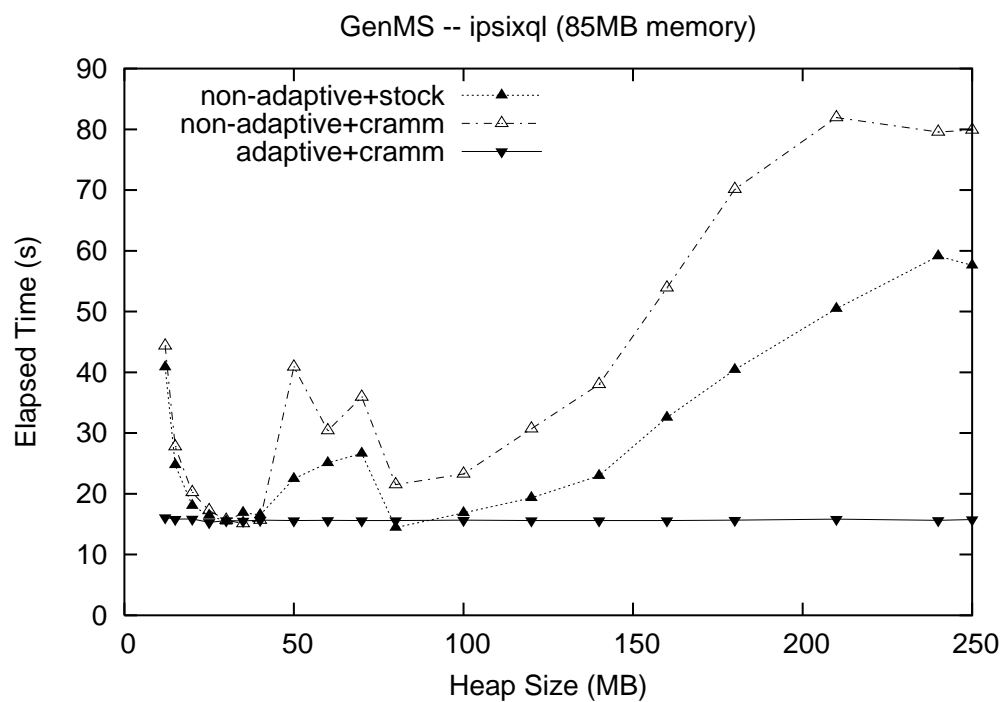 GenMS -- ipsixql (85MB memory)
90
80
70
60
50
40
30
20
10
0
Elapsed Time (s)
non-adaptive+stock
non-adaptive+cramm
adaptive+cramm
0 50 100 150 200 250
Heap Size (MB)